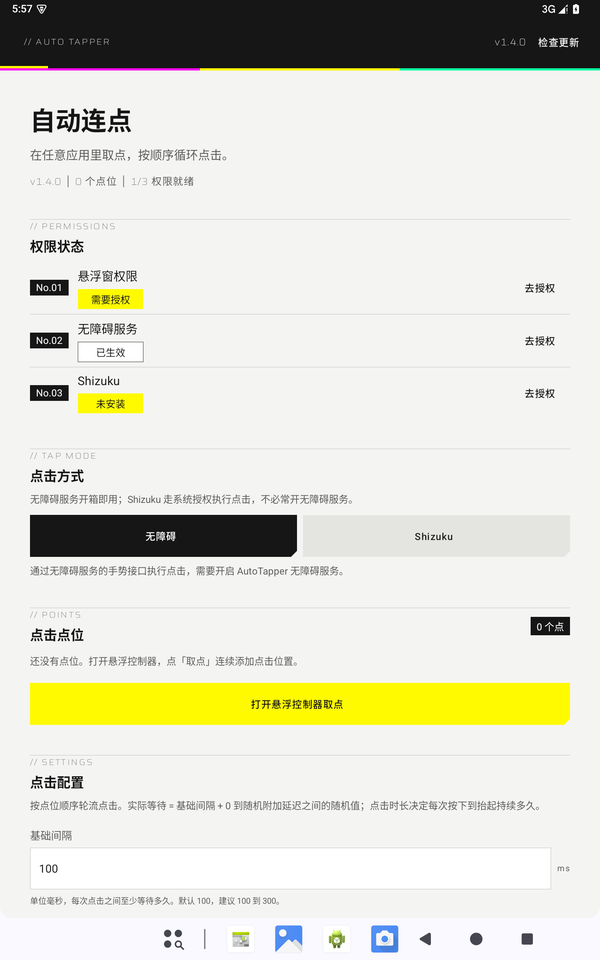 5:57
3G
// AUTO TAPPER
v1.4.0 检查更新
自动连点
在任意应用里取点，按顺序循环点击。
v1.4.0 | 0 个点位 | 1/3 权限就绪
// PERMISSIONS
权限状态
No.01
悬浮窗权限
需要授权
去授权
No.02
无障碍服务
已生效
去授权
No.03
Shizuku
未安装
去授权
// TAP MODE
点击方式
无障碍服务开箱即用；Shizuku 走系统授权执行点击，不必常开无障碍服务。
无障碍
Shizuku
通过无障碍服务的手势接口执行点击，需要开启 AutoTapper 无障碍服务。
// POINTS
点击点位
0 个点
还没有点位。打开悬浮控制器，点「取点」连续添加点击位置。
打开悬浮控制器取点
// SETTINGS
点击配置
按点位顺序轮流点击。实际等待 = 基础间隔 + 0 到随机附加延迟之间的随机值；点击时长决定每次按下到抬起持续多久。
基础间隔
100
ms
单位毫秒，每次点击之间至少等待多久。默认 100，建议 100 到 300。